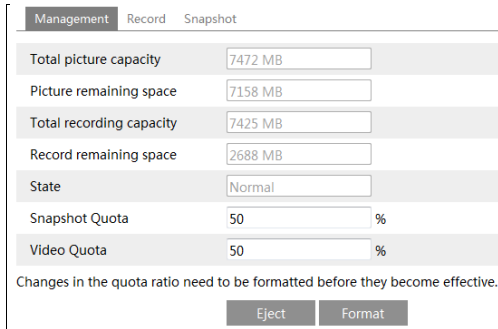 Management Record Snapshot
Total picture capacity 7472 MB
Picture remaining space 7158 MB
Total recording capacity 7425 MB
Record remaining space 2688 MB
State Normal
Snapshot Quota 50 %
Video Quota 50 %
Changes in the quota ratio need to be formatted before they become effective.
Eject Format